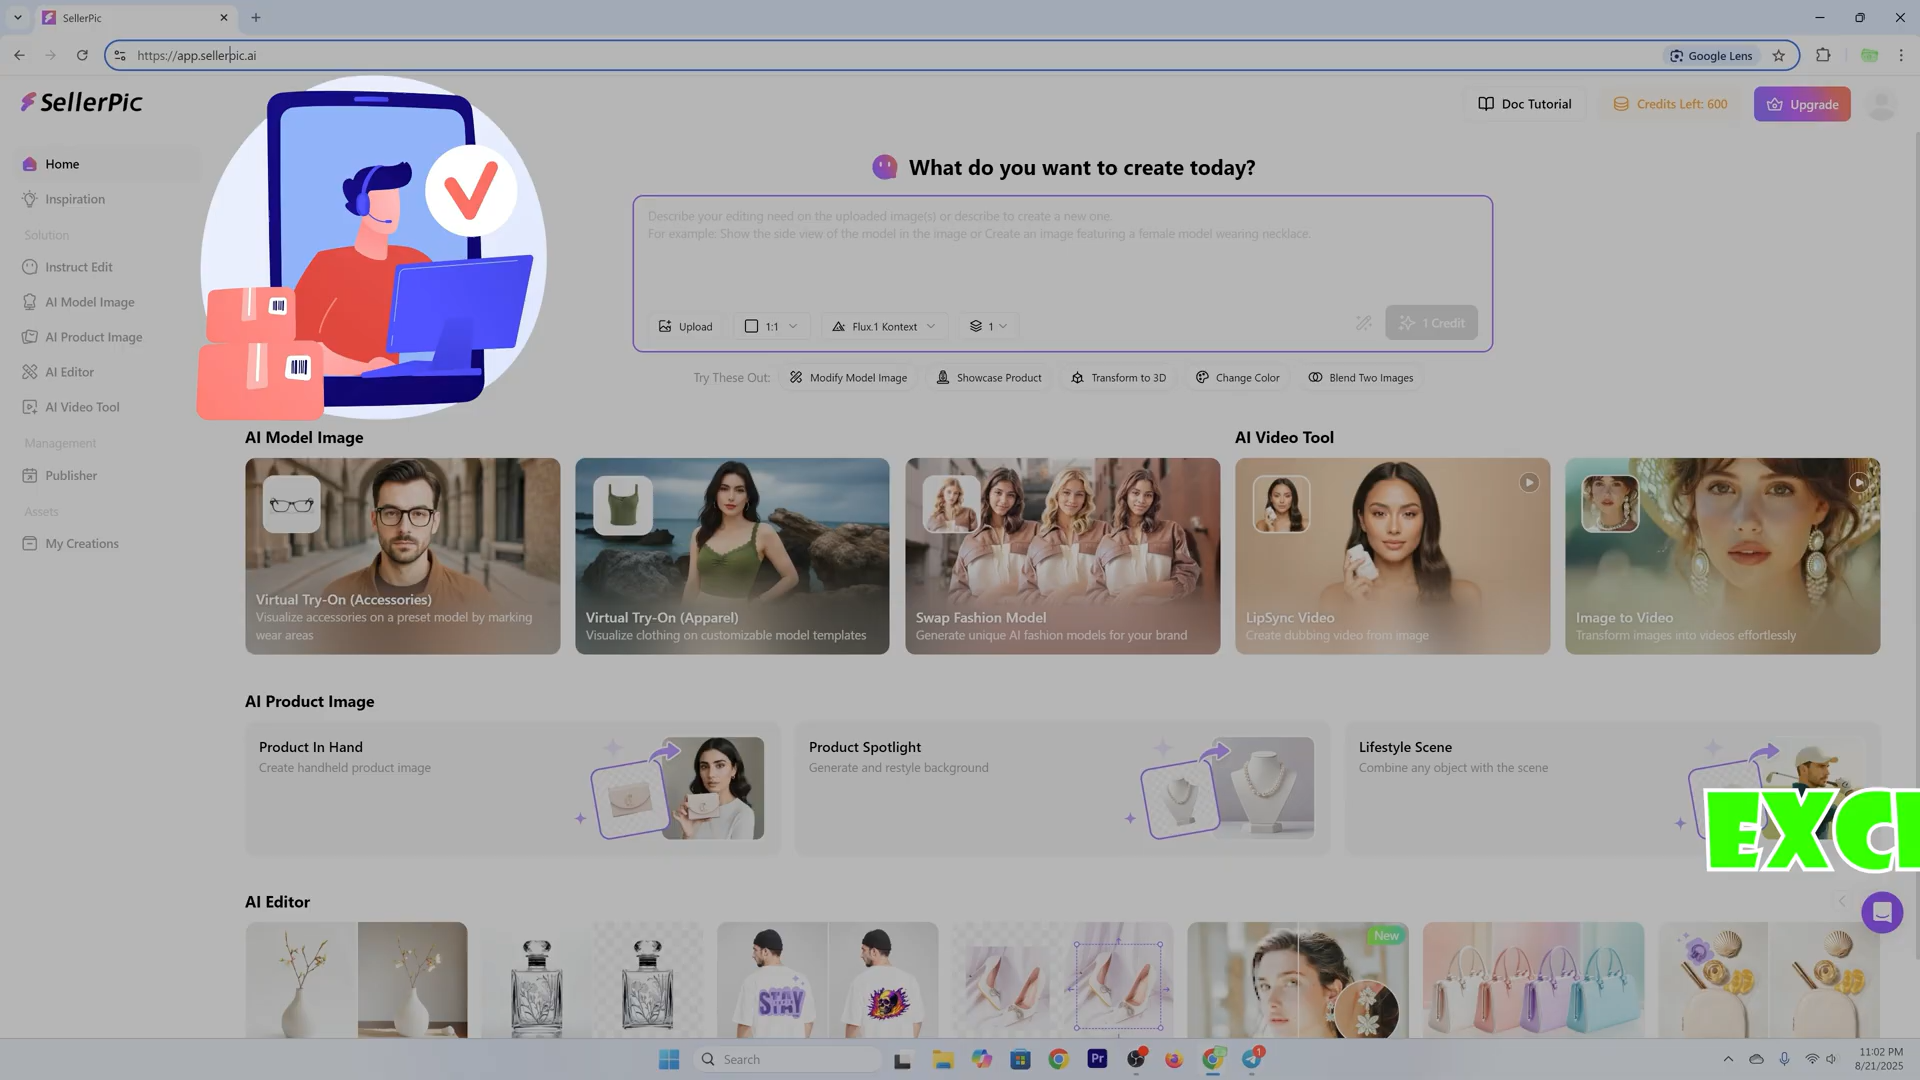 SellerPic
https://app.sellerpic.ai
Google Lens
SellerPic
Doc Tutorial
Credits Left: 600
Upgrade
Home
Inspiration
Solution
Instruct Edit
AI Model Image
AI Product Image
AI Editor
AI Video Tool
Management
Publisher
Assets
My Creations
What do you want to create today?
Describe your editing need on the uploaded image(s) or describe to create a new one.
For example: Show the side view of the model in the image or Create an image featuring a female model wearing necklace.
Upload
1:1
Flux.1 Kontext
1
1 Credit
Try These Out:
Modify Model Image
Showcase Product
Transform to 3D
Change Color
Blend Two Images
AI Model Image
AI Video Tool
Virtual Try-On (Accessories)
Visualize accessories on a preset model by marking
wear areas
Virtual Try-On (Apparel)
Visualize clothing on customizable model templates
Swap Fashion Model
Generate unique AI fashion models for your brand
LipSync Video
Create dubbing video from image
Image to Video
Transform images into videos effortlessly
AI Product Image
Product In Hand
Create handheld product image
Product Spotlight
Generate and restyle background
Lifestyle Scene
Combine any object with the scene
AI Editor
STAY
New
Search
Pr
1
11:02 PM
8/21/2025